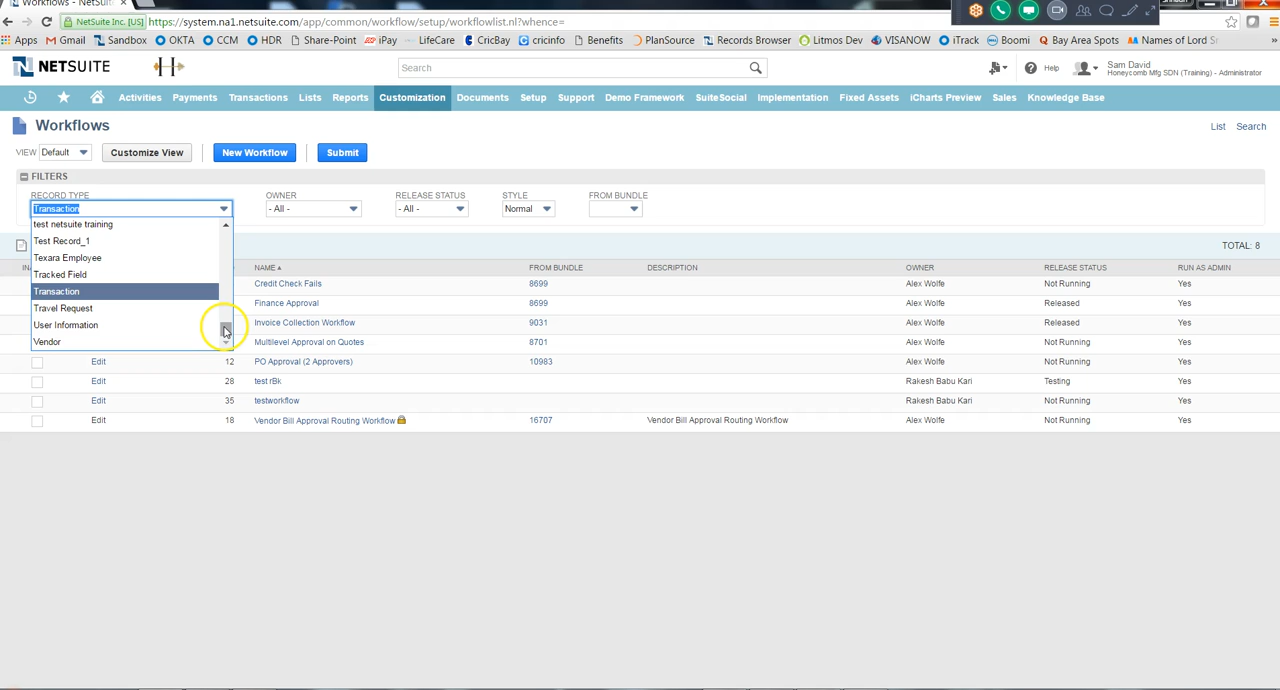 Workflows - NetSuit
NetSuite Inc. [US] https://system.na1.netsuite.com/app/common/workflow/setup/workflowlist.nl?whence=
Apps Gmail Sandbox OKTA CCM HDR Share-Point iPay LifeCare CricBay cricinfo Benefits PlanSource Records Browser Litmos Dev VISANOW iTrack Boomi Bay Area Spots Names of Lord Sr »
NETSUITE Search Help Sam David
Honeycomb Mfg SDN (Training) - Administrator
Activities Payments Transactions Lists Reports Customization Documents Setup Support Demo Framework SuiteSocial Implementation Fixed Assets iCharts Preview Sales Knowledge Base
Workflows List Search
VIEW Default Customize View New Workflow Submit
FILTERS
RECORD TYPE OWNER RELEASE STATUS STYLE FROM BUNDLE
Transaction - All - - All - Normal
test netsuite training
TOTAL: 8
Test Record_1
Texara Employee
NAME FROM BUNDLE DESCRIPTION OWNER RELEASE STATUS RUN AS ADMIN
Tracked Field
Credit Check Fails 8699 Alex Wolfe Not Running Yes
Transaction
Finance Approval 8699 Alex Wolfe Released Yes
Travel Request
User Information
Invoice Collection Workflow 9031 Alex Wolfe Released Yes
Vendor
Multilevel Approval on Quotes 8701 Alex Wolfe Not Running Yes
Edit 12 PO Approval (2 Approvers) 10983 Alex Wolfe Not Running Yes
Edit 28 test rBk Rakesh Babu Kari Testing Yes
Edit 35 testworkflow Rakesh Babu Kari Not Running Yes
Edit 18 Vendor Bill Approval Routing Workflow 16707 Vendor Bill Approval Routing Workflow Alex Wolfe Not Running Yes